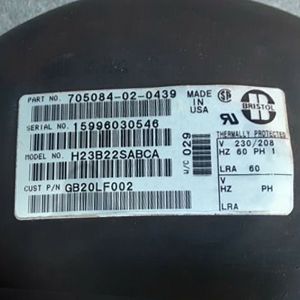 PART NO. 705084-02-0439
MADE IN
USA
BRISTOL
SERIAL NO. 15996030546
MODEL NO. H23B22SABCA
CUST P/N GB20LF002
W/C 029
THERMALLY PROTECTED
V 230/208
HZ 60 PH 1
LRA 60
V
HZ PH
LRA